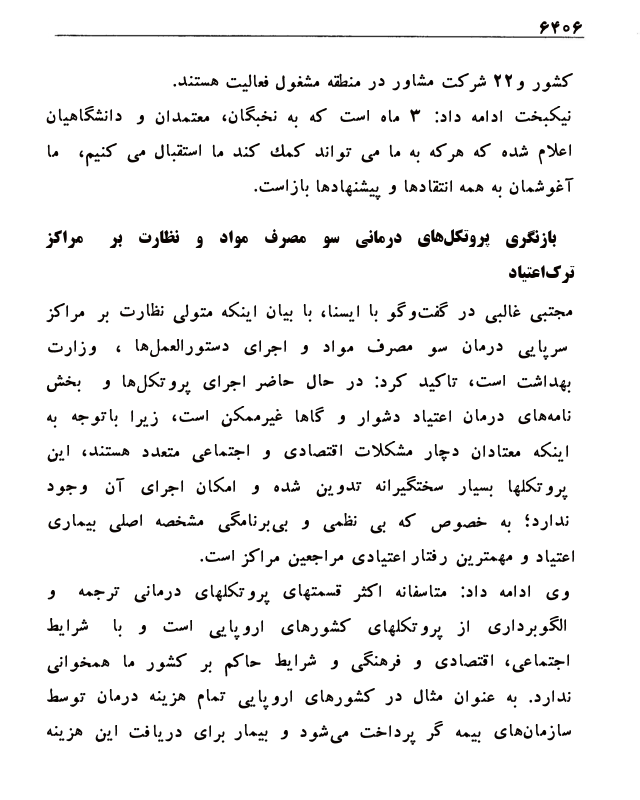 ۶۴۰۶
کشور و۲۲ شرکت مشاور در منطقه مشغول فعالیت هستند.
نیکبخت ادامه داد: ۳ ماه است که به نخبگان، معتمدان و دانشگاهیان
اعلام شده که هرکه به ما می تواند کمك کند ما استقبال می کنیم، ما
آغوشمان به همه انتقادها و پیشنهادها بازاست.
بازنگری پروتکل‌های درمانی سو مصرف مواد و نظارت بر مراکز
ترك‌اعتیاد
مجتبی غالبی در گفت‌وگو با ایسنا، با بیان اینکه متولی نظارت بر مراکز
سرپایی درمان سو مصرف مواد و اجرای دستورالعمل‌ها ، وزارت
بهداشت است، تاکید کرد: در حال حاضر اجرای پروتکل‌ها و بخش
نامه‌های درمان اعتیاد دشوار و گاها غیرممکن است، زیرا باتوجه به
اینکه معتادان دچار مشکلات اقتصادی و اجتماعی متعدد هستند، این
پروتکلها بسیار سختگیرانه تدوین شده و امکان اجرای آن وجود
ندارد؛ به خصوص که بی نظمی و بی‌برنامگی مشخصه اصلی بیماری
اعتیاد و مهمترین رفتار اعتیادی مراجعین مراکز است.
وی ادامه داد: متاسفانه اکثر قسمتهای پروتکلهای درمانی ترجمه و
الگوبرداری از پروتکلهای کشورهای اروپایی است و با شرایط
اجتماعی، اقتصادی و فرهنگی و شرایط حاکم بر کشور ما همخوانی
ندارد. به عنوان مثال در کشورهای اروپایی تمام هزینه درمان توسط
سازمان‌های بیمه گر پرداخت می‌شود و بیمار برای دریافت این هزینه